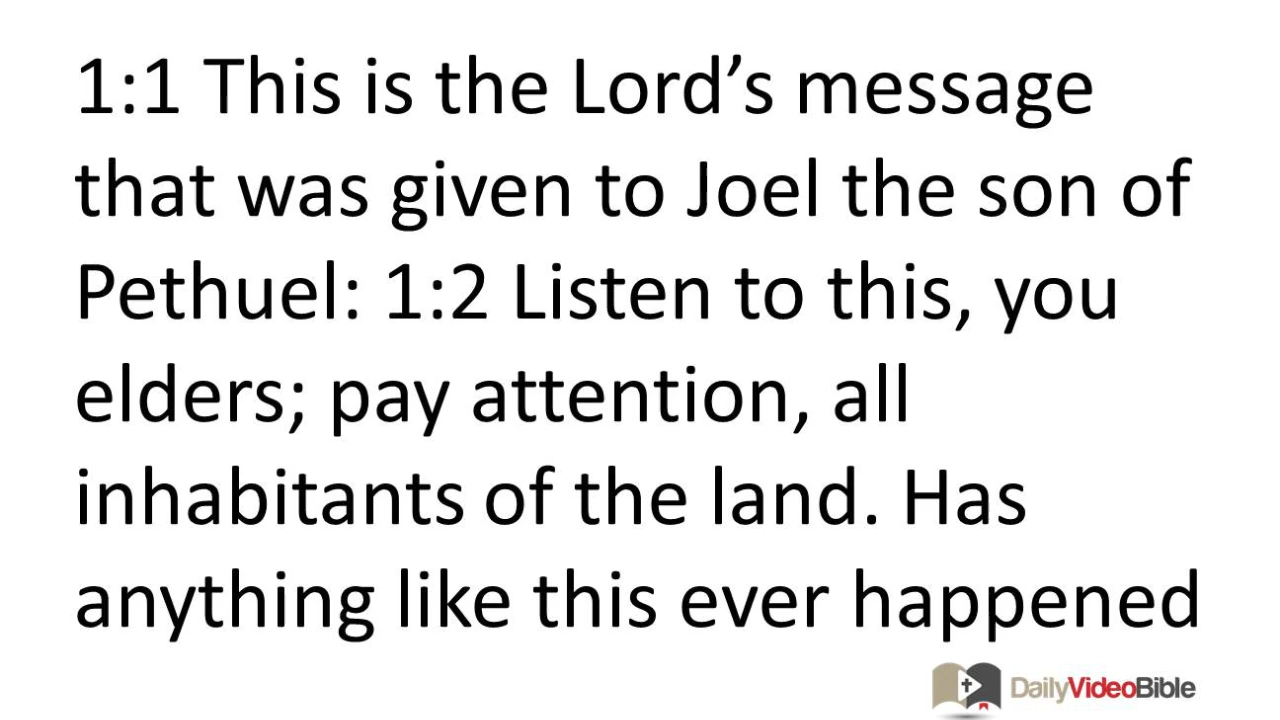 1:1 This is the Lord’s message
that was given to Joel the son of
Pethuel: 1:2 Listen to this, you
elders; pay attention, all
inhabitants of the land. Has
anything like this ever happened
DailyVideoBible